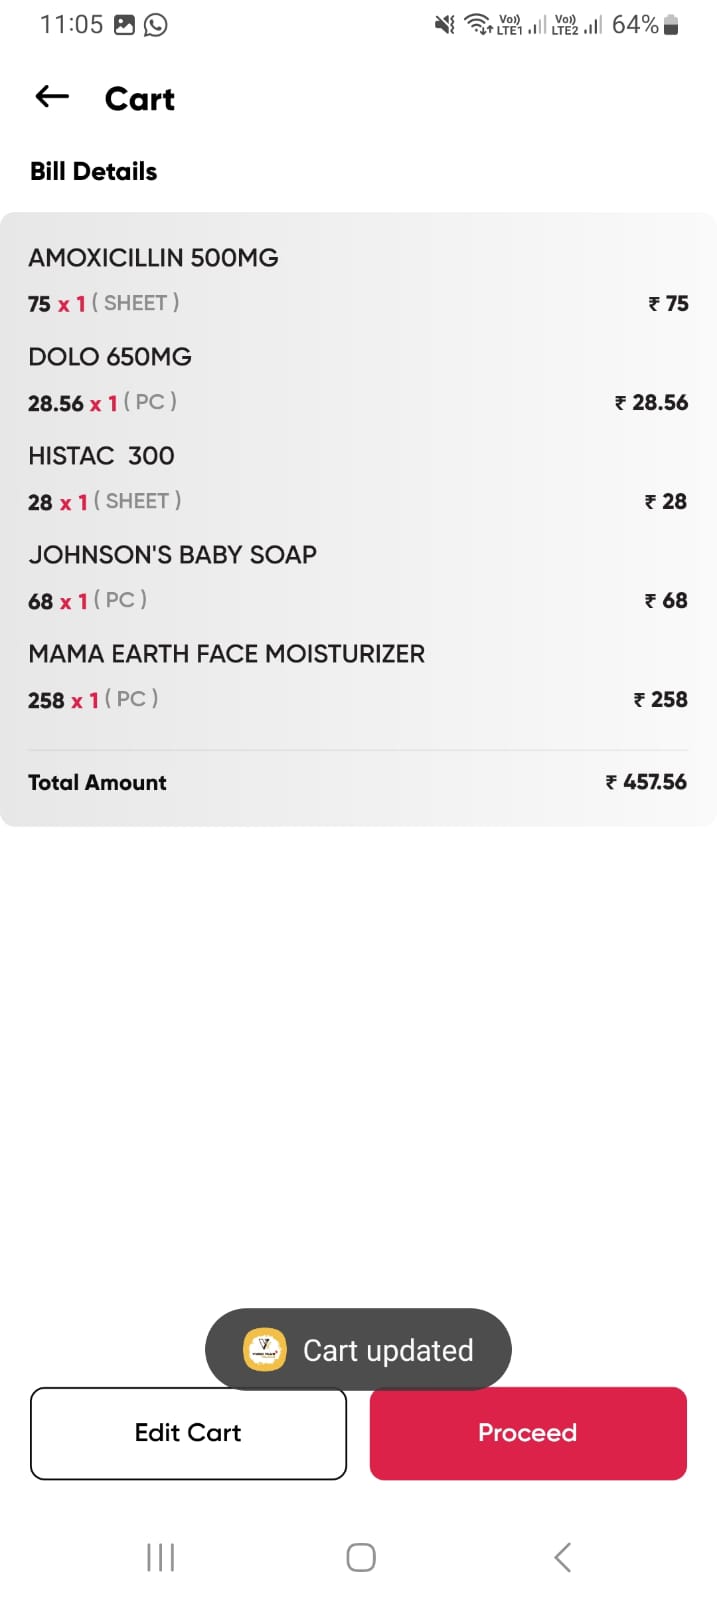 11:05 Vo)) LTE1 Vo)) LTE2 64%
Cart
Bill Details
AMOXICILLIN 500MG
75 x 1 ( SHEET ) ₹ 75
DOLO 650MG
28.56 x 1 ( PC ) ₹ 28.56
HISTAC 300
28 x 1 ( SHEET ) ₹ 28
JOHNSON'S BABY SOAP
68 x 1 ( PC ) ₹ 68
MAMA EARTH FACE MOISTURIZER
258 x 1 ( PC ) ₹ 258
Total Amount ₹ 457.56
Cart updated
Edit Cart Proceed